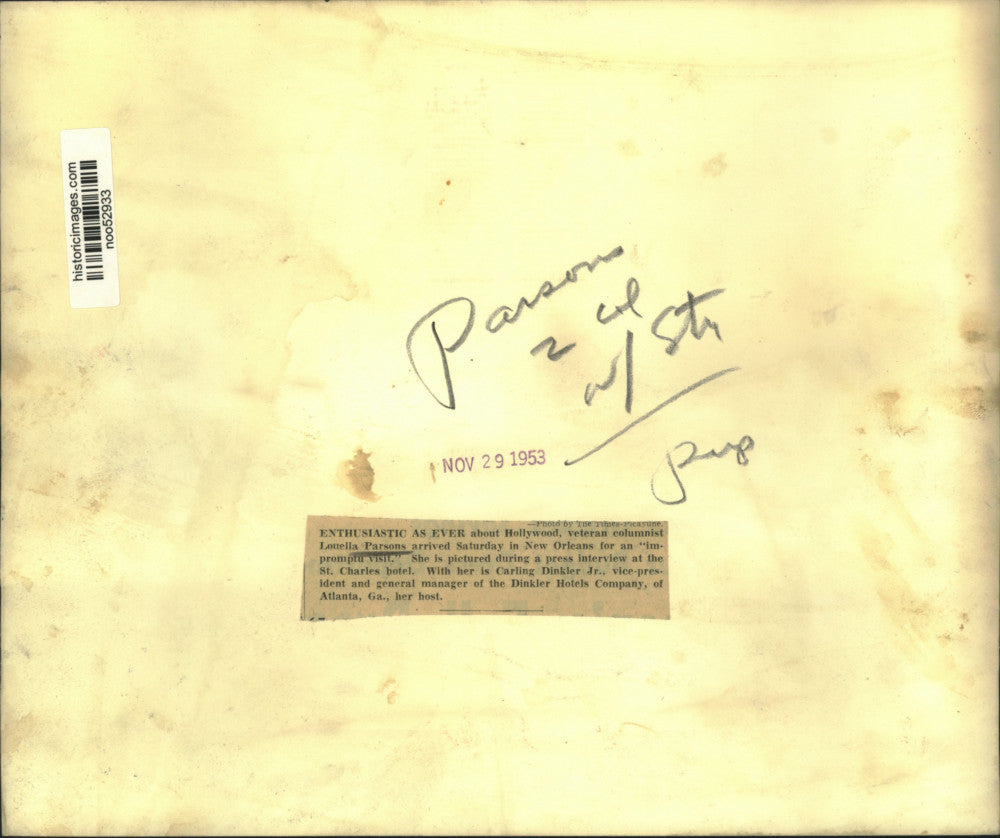 historicimages.com
noo52933
Parsons
2 col
w/ Str
NOV 29 1953
—Photo by The Times-Picayune.
ENTHUSIASTIC AS EVER about Hollywood, veteran columnist
Louella Parsons arrived Saturday in New Orleans for an "im-
promptu visit." She is pictured during a press interview at the
St. Charles hotel. With her is Carling Dinkler Jr., vice-pres-
ident and general manager of the Dinkler Hotels Company, of
Atlanta, Ga., her host.